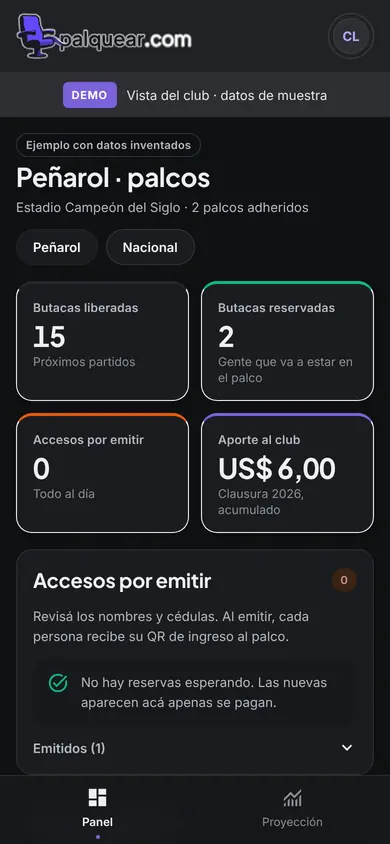 epalquear.com
CL
DEMO
Vista del club · datos de muestra
Ejemplo con datos inventados
Peñarol · palcos
Estadio Campeón del Siglo · 2 palcos adheridos
Peñarol
Nacional
Butacas liberadas
15
Próximos partidos
Butacas reservadas
2
Gente que va a estar en
el palco
Accesos por emitir
0
Todo al día
Aporte al club
US$ 6,00
Clausura 2026,
acumulado
Accesos por emitir
0
Revisá los nombres y cédulas. Al emitir, cada
persona recibe su QR de ingreso al palco.
No hay reservas esperando. Las nuevas
aparecen acá apenas se pagan.
Emitidos (1)
Panel
Proyección